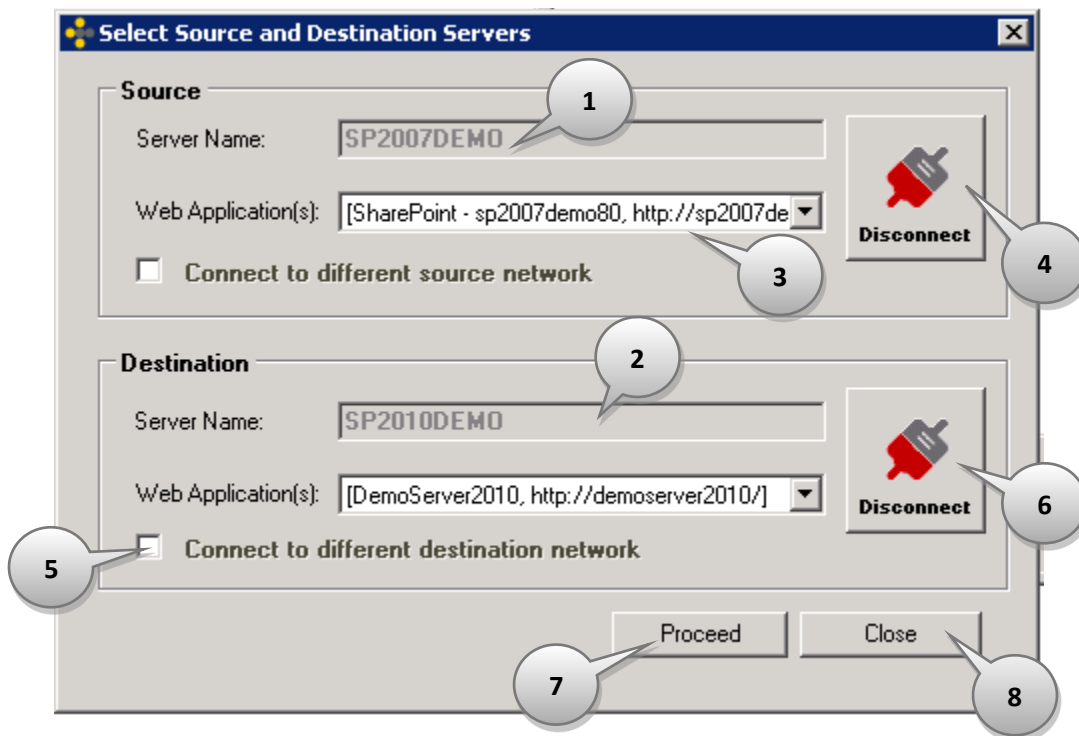 Select Source and Destination Servers
Source
1
Server Name: SP2007DEMO
Web Application(s): [SharePoint - sp2007demo80, http://sp2007de
Disconnect
3
4
Connect to different source network
Destination
2
Server Name: SP2010DEMO
Web Application(s): [DemoServer2010, http://demoserver2010/]
Disconnect
6
5
Connect to different destination network
Proceed Close
7
8